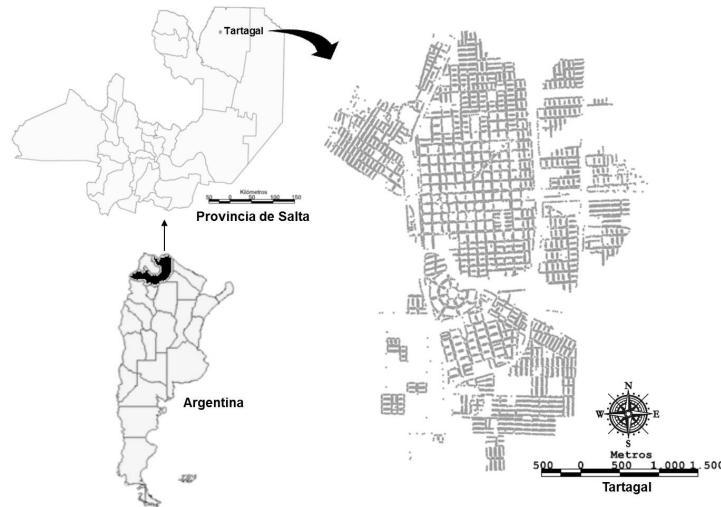 Tartagal
Kilómetros
50 0 50 100 150
Provincia de Salta
Argentina
N
W E
S
Metros
500 0 500 1.000 1.500
Tartagal